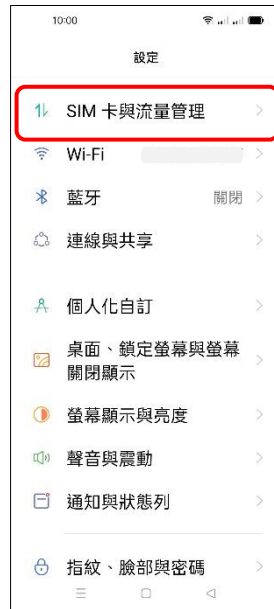 10:00
設定
SIM 卡與流量管理
Wi-Fi
藍牙 關閉
連線與共享
個人化自訂
桌面、鎖定螢幕與螢幕
關閉顯示
螢幕顯示與亮度
聲音與震動
通知與狀態列
指紋、臉部與密碼